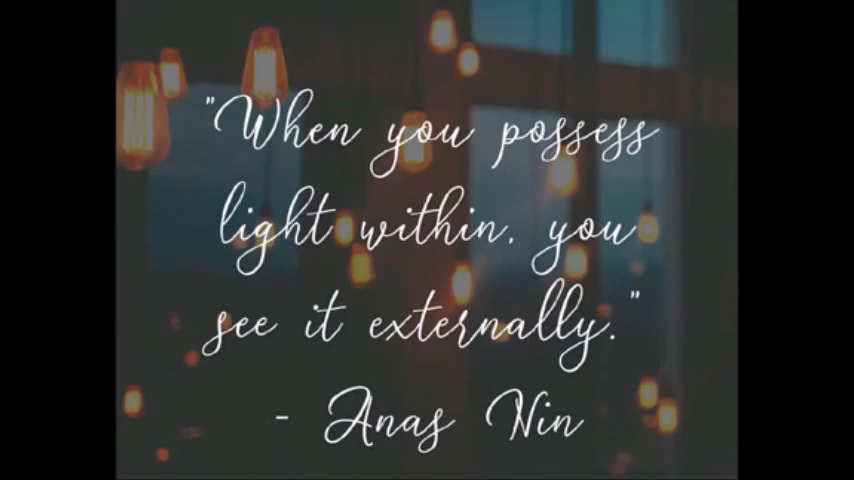 "When you possess
light within, you
see it externally."
- Anas Nin